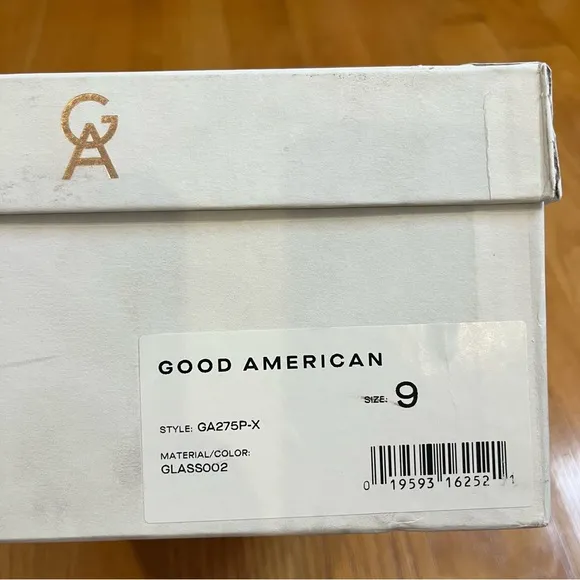 GA
GOOD AMERICAN
SIZE: 9
STYLE: GA275P-X
MATERIAL/COLOR:
GLASS002
0 19593 16252 1